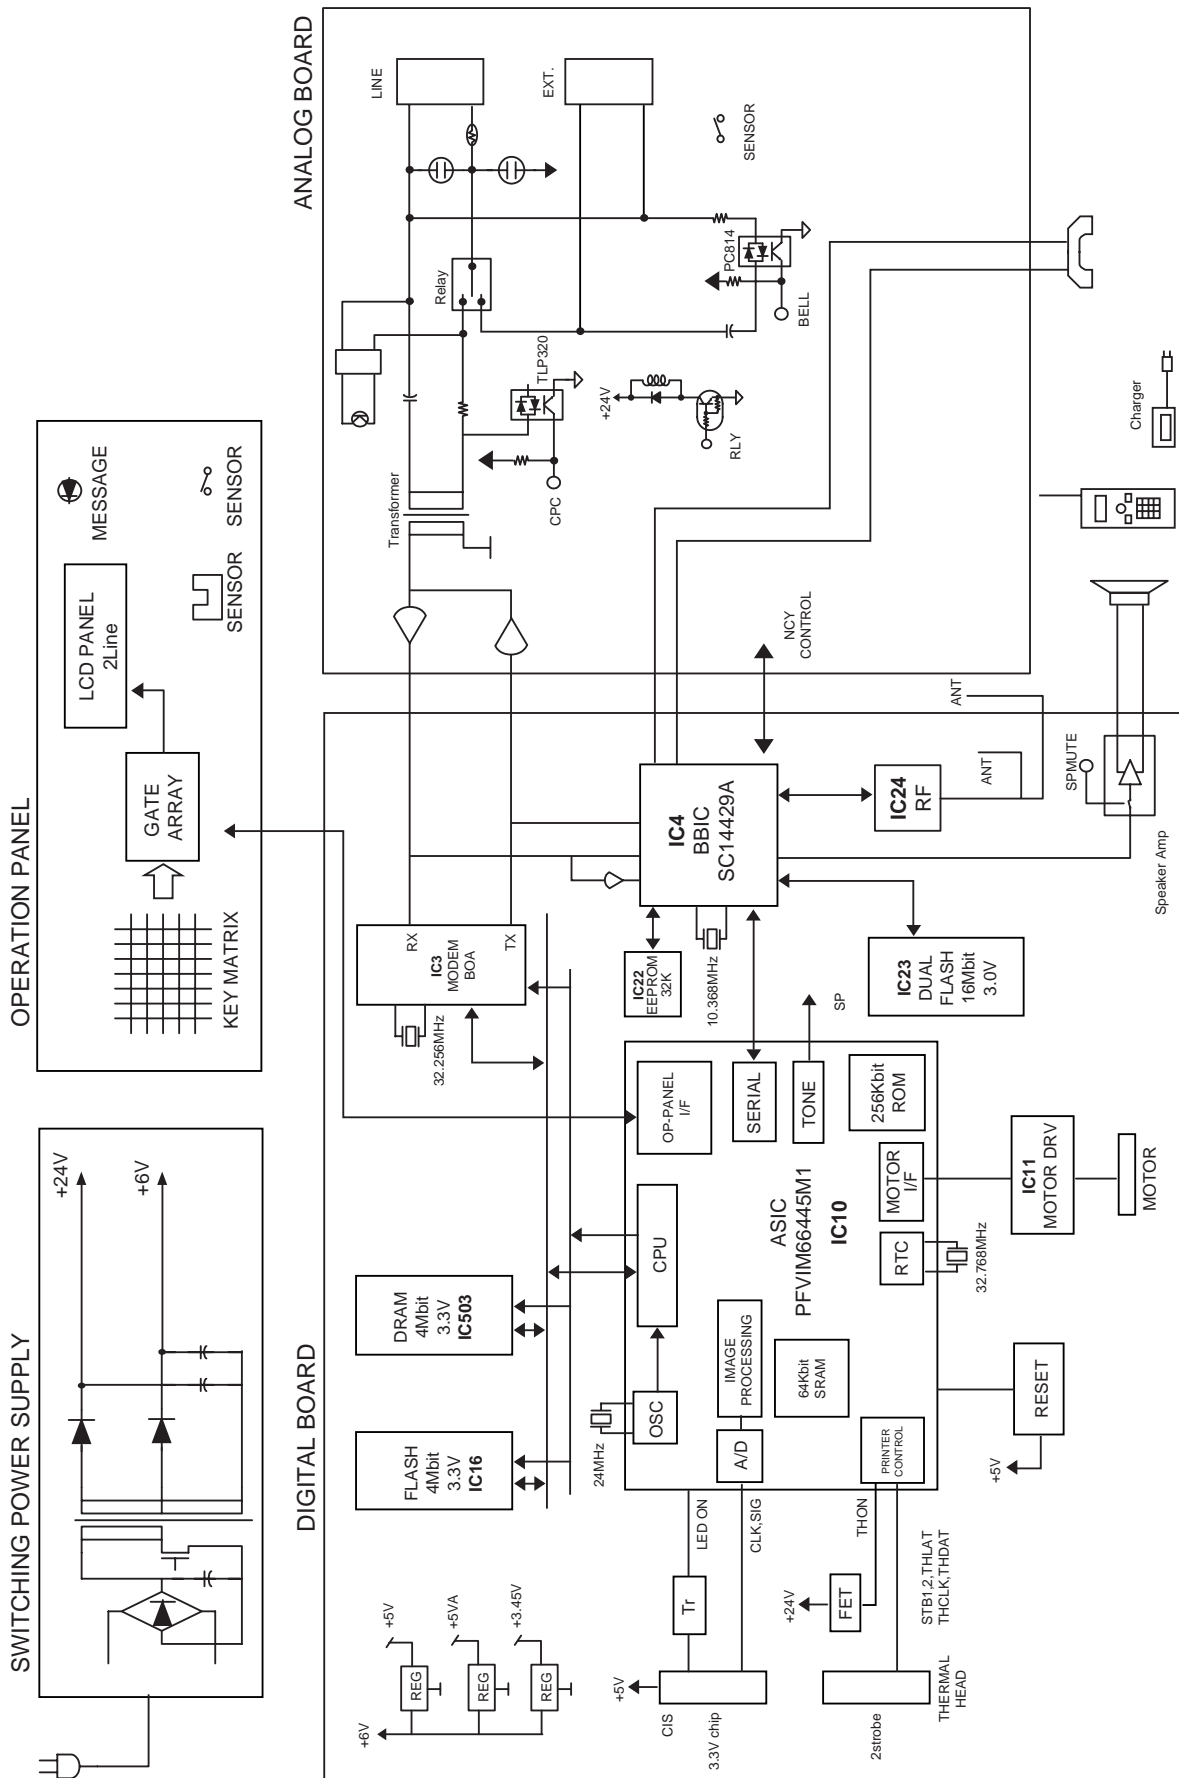 SWITCHING POWER SUPPLY
+24V
+6V
OPERATION PANEL
KEY MATRIX
GATE
ARRAY
LCD PANEL
2Line
MESSAGE
SENSOR
SENSOR
ANALOG BOARD
LINE
EXT.
SENSOR
Relay
PC814
BELL
TLP320
CPC
+24V
RLY
Transformer
NCY
CONTROL
Charger
DIGITAL BOARD
+6V
REG
+5V
REG
+5VA
REG
+3.45V
FLASH
4Mbit
3.3V
IC16
DRAM
4Mbit
3.3V
IC503
IC3
MODEM
BOA
RX
TX
32.256MHz
24MHz
OSC
CPU
OP-PANEL
I/F
SERIAL
TONE
SP
256Kbit
ROM
MOTOR
I/F
RTC
32.768MHz
ASIC
PFVIM66445M1
IC10
IMAGE
PROCESSING
A/D
64Kbit
SRAM
PRINTER
CONTROL
IC22
EEPROM
32K
10.368MHz
IC4
BBIC
SC14429A
IC24
RF
ANT
ANT
IC23
DUAL
FLASH
16Mbit
3.0V
SPMUTE
Speaker Amp
IC11
MOTOR DRV
MOTOR
RESET
+5V
LED ON
CLK,SIG
Tr
+5V
CIS
3.3V chip
THON
FET
+24V
STB1,2,THLAT
THCLK,THDAT
2strobe
THERMAL
HEAD